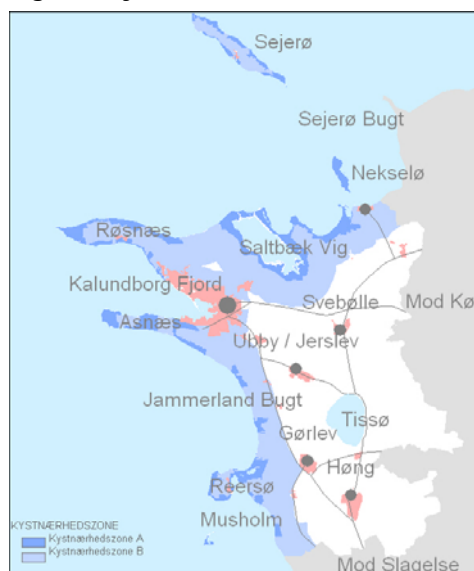 Sejerø
Sejerø Bugt
Nekselø
Røsnæs
Saltbæk Vig
Kalundborg Fjord
Svebølle
Mod Kø
Asnæs
Ubby / Jerslev
Jammerland Bugt
Tissø
Gørlev
Høng
Reersø
Musholm
KYSTNÆRHEDSZONE
Kystnærhedszone A
Kystnærhedszone B
Mod Slagelse